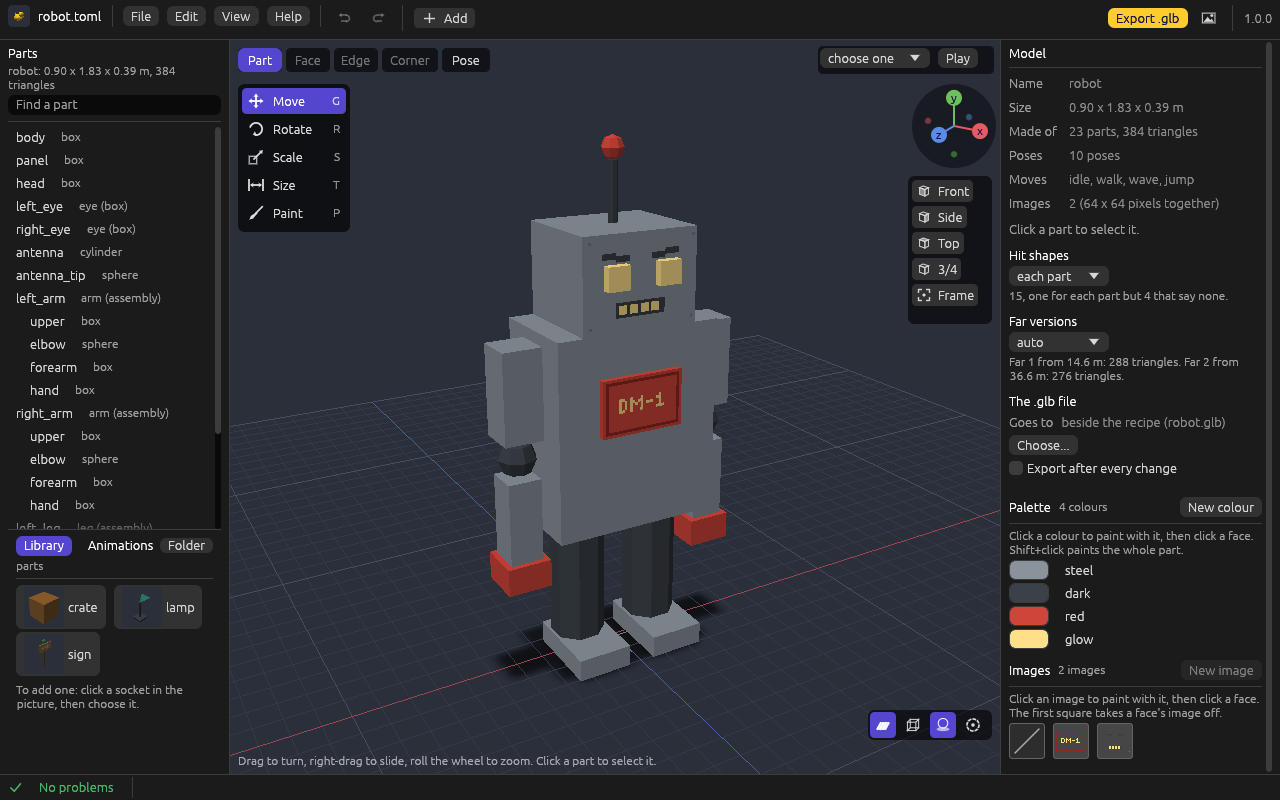 robot.toml
File
Edit
View
Help
Add
Export .glb
1.0.0
Parts
robot: 0.90 x 1.83 x 0.39 m, 384
triangles
Find a part
body box
panel box
head box
left_eye eye (box)
right_eye eye (box)
antenna cylinder
antenna_tip sphere
left_arm arm (assembly)
upper box
elbow sphere
forearm box
hand box
right_arm arm (assembly)
upper box
elbow sphere
forearm box
hand box
left_leg leg (assembly)
Library
Animations
Folder
parts
crate
lamp
sign
To add one: click a socket in the
picture, then choose it.
Part
Face
Edge
Corner
Pose
Move G
Rotate R
Scale S
Size T
Paint P
choose one
Play
y
x
z
Front
Side
Top
3/4
Frame
DM-1
Drag to turn, right-drag to slide, roll the wheel to zoom. Click a part to select it.
Model
Name robot
Size 0.90 x 1.83 x 0.39 m
Made of 23 parts, 384 triangles
Poses 10 poses
Moves idle, walk, wave, jump
Images 2 (64 x 64 pixels together)
Click a part to select it.
Hit shapes
each part
15, one for each part but 4 that say none.
Far versions
auto
Far 1 from 14.6 m: 288 triangles. Far 2 from
36.6 m: 276 triangles.
The .glb file
Goes to beside the recipe (robot.glb)
Choose...
Export after every change
Palette 4 colours
New colour
Click a colour to paint with it, then click a face.
Shift+click paints the whole part.
steel
dark
red
glow
Images 2 images
New image
Click an image to paint with it, then click a face.
The first square takes a face's image off.
DM-1
No problems